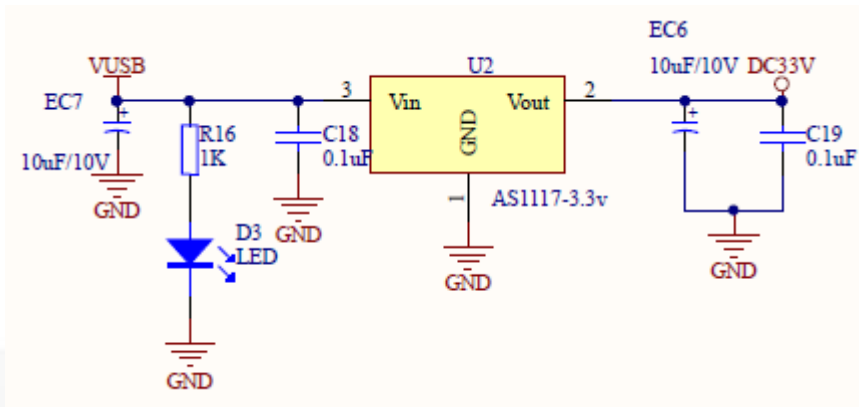 EC6
VUSB
U2
10uF/10V DC33V
EC7
3
Vin
Vout
2
+
+
R16
1K
C18
0.1uF
GND
C19
0.1uF
10uF/10V
GND
1
AS1117-3.3v
D3
LED
GND
GND
GND
GND